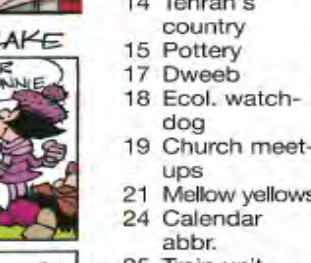 14 Tehran's
country
15 Pottery
17 Dweeb
18 Ecol. watch-
dog
19 Church meet-
ups
21 Mellow yellows
24 Calendar
abbr.